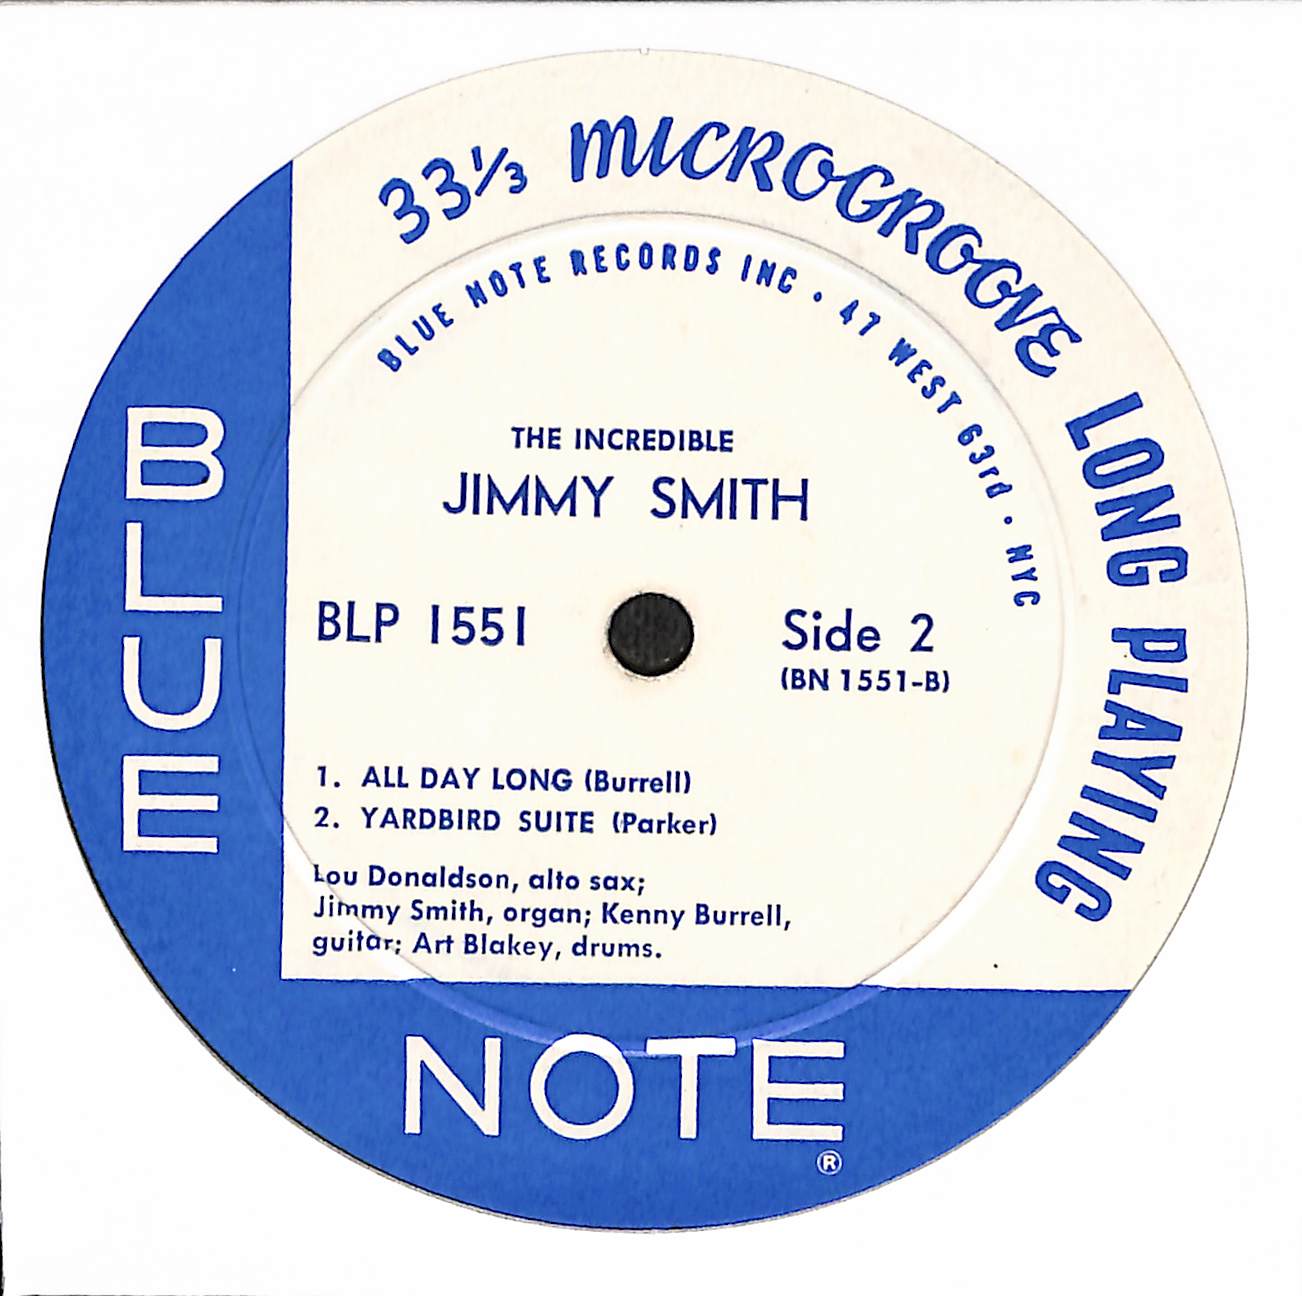 33⅓ MICROGROOVE LONG PLAYING
BLUE NOTE RECORDS INC • 47 WEST 63rd • NYC
THE INCREDIBLE
JIMMY SMITH
BLP 1551
Side 2
(BN 1551-B)
1. ALL DAY LONG (Burrell)
2. YARDBIRD SUITE (Parker)
Lou Donaldson, alto sax;
Jimmy Smith, organ; Kenny Burrell,
guitar; Art Blakey, drums.
BLUE
NOTE
®